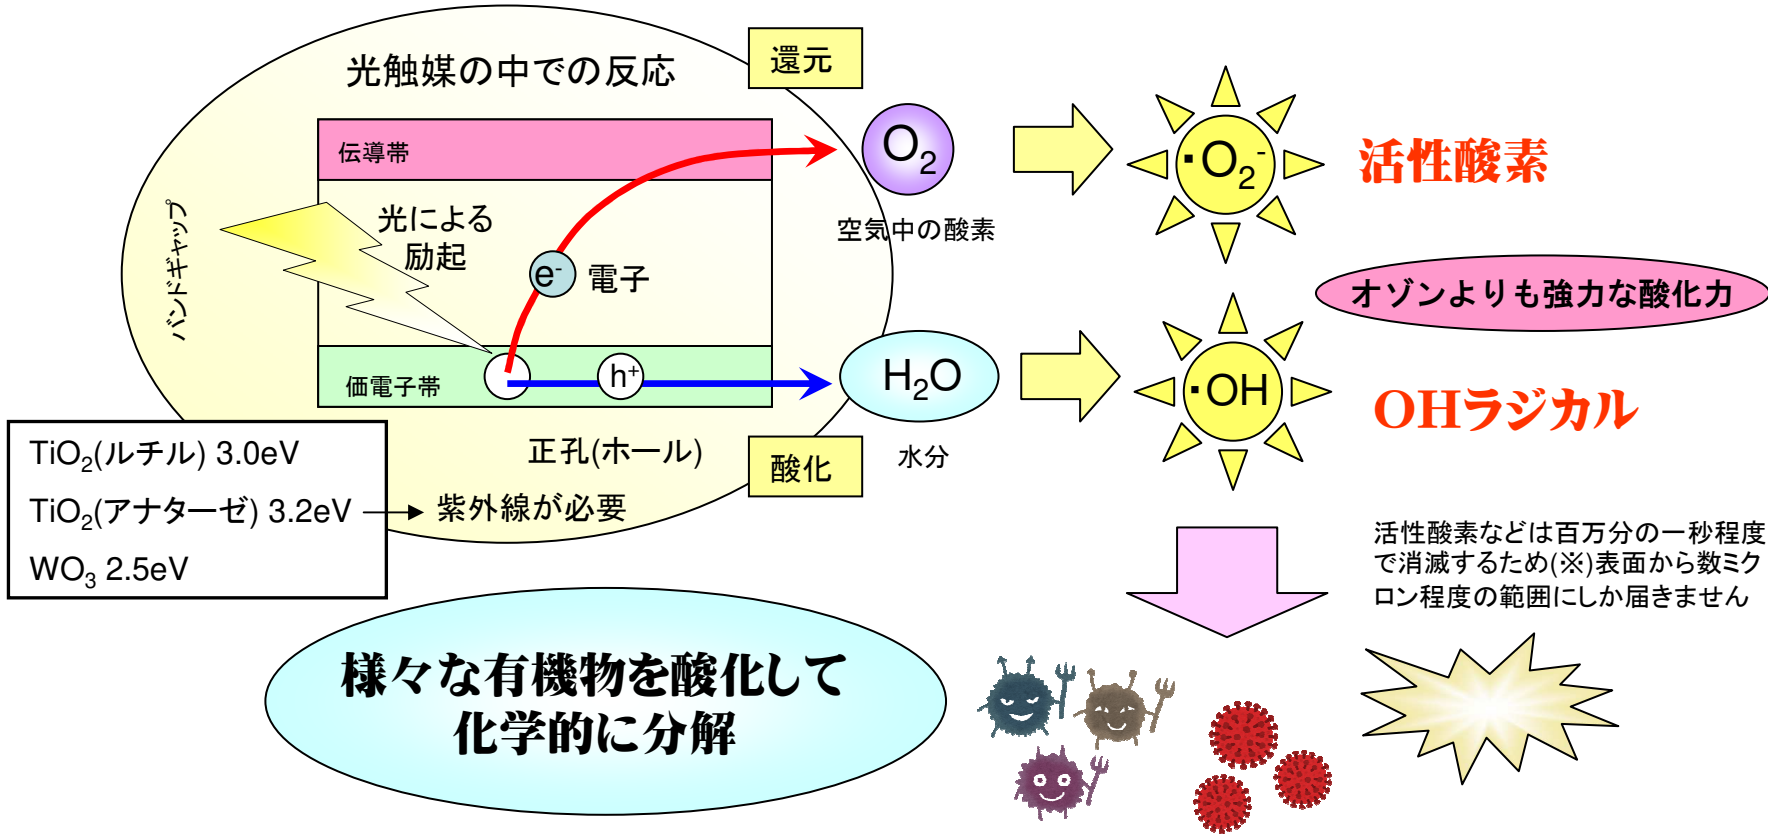 光触媒の中での反応
還元
伝導帯
O2
·O2-
活性酸素
バンドギャップ
光による
励起
空気中の酸素
e-
電子
オゾンよりも強力な酸化力
価電子帯
h+
H2O
·OH
OHラジカル
正孔(ホール)
酸化
水分
TiO2(ルチル) 3.0eV
TiO2(アナターゼ) 3.2eV
紫外線が必要
WO3 2.5eV
活性酸素などは百万分の一秒程度
で消滅するため(※)表面から数ミク
ロン程度の範囲にしか届きません
様々な有機物を酸化して
化学的に分解